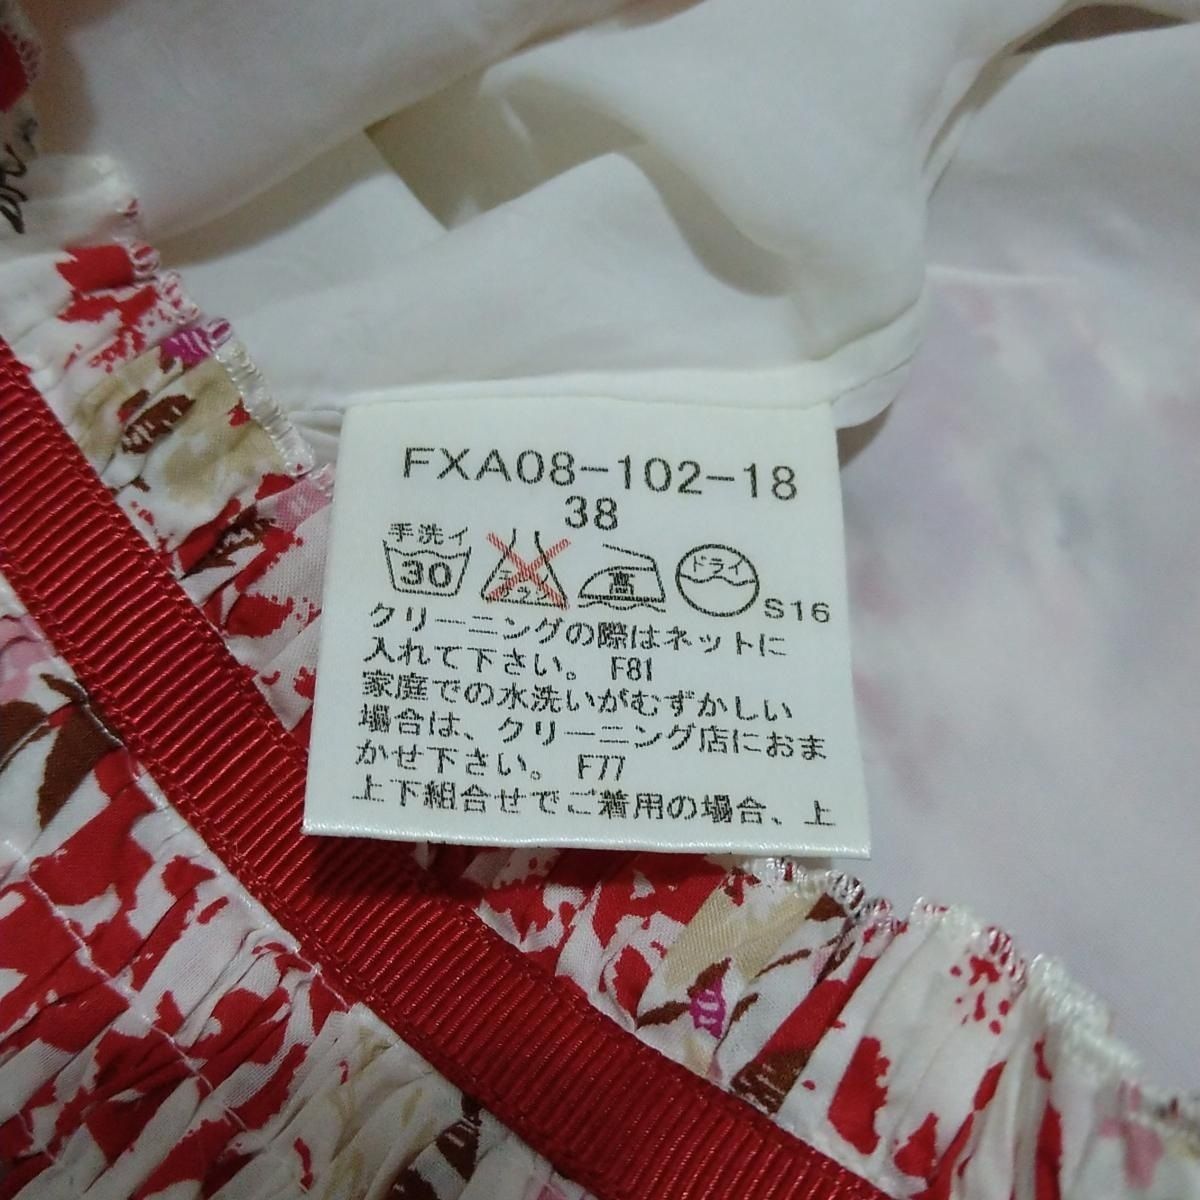 FXA08-102-18
38
手洗イ
30
高
ドライ
S16
クリーニングの際はネットに
入れて下さい。 F81
家庭での水洗いがむずかしい
場合は、クリーニング店におま
かせ下さい。 F77
上下組合せでご着用の場合、上